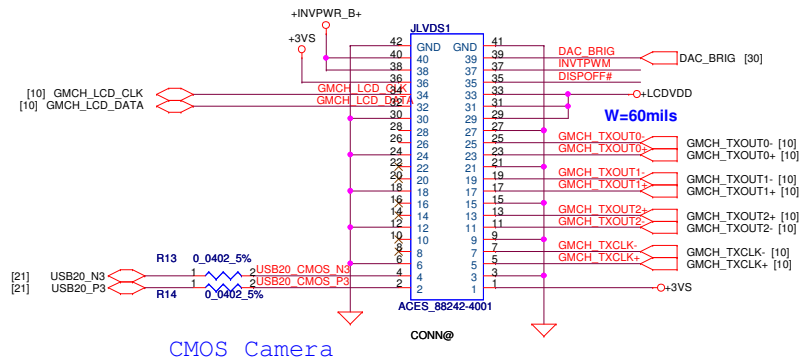 +INVPWR_B+
+3VS
JLVDS1
42 GND GND 41
40 40 39 39 DAC_BRIG DAC_BRIG [30]
38 38 37 37 INVTPWM
36 36 35 35 DISPOFF#
[10] GMCH_LCD_CLK GMCH_LCD_CLK 34 34 33 33 +LCDVDD
[10] GMCH_LCD_DATA GMCH_LCD_DATA 32 32 31 31
30 30 29 29 W=60mils
28 28 27 27
26 26 25 25 GMCH_TXOUT0- GMCH_TXOUT0- [10]
24 24 23 23 GMCH_TXOUT0+ GMCH_TXOUT0+ [10]
22 22 21 21
20 20 19 19 GMCH_TXOUT1- GMCH_TXOUT1- [10]
18 18 17 17 GMCH_TXOUT1+ GMCH_TXOUT1+ [10]
16 16 15 15
14 14 13 13 GMCH_TXOUT2+ GMCH_TXOUT2+ [10]
12 12 11 11 GMCH_TXOUT2- GMCH_TXOUT2- [10]
10 10 9 9
8 8 7 7 GMCH_TXCLK- GMCH_TXCLK- [10]
R13 0_0402_5% 6 6 5 5 GMCH_TXCLK+ GMCH_TXCLK+ [10]
[21] USB20_N3 1 2 USB20_CMOS_N3 4 4 3 3
[21] USB20_P3 1 2 USB20_CMOS_P3 2 2 1 1 +3VS
R14 0_0402_5%
ACES_88242-4001
CONN@
CMOS Camera